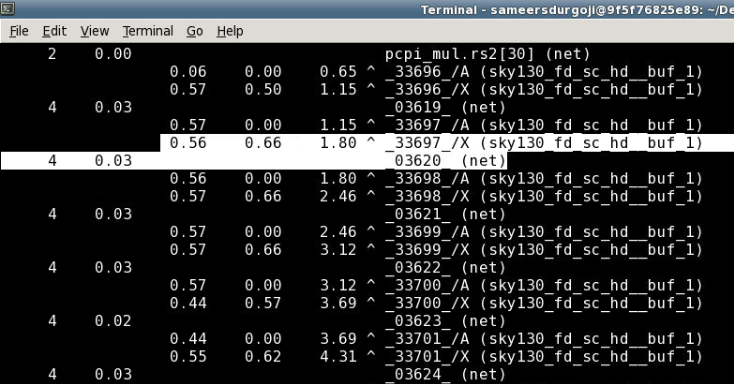 Terminal - sameersdurgoji@9f5f76825e89: ~/De
File Edit View Terminal Go Help
2 0.00 pcpi_mul.rs2[30] (net)
0.06 0.00 0.65 ^ _33696_/A (sky130_fd_sc_hd__buf_1)
0.57 0.50 1.15 ^ _33696_/X (sky130_fd_sc_hd__buf_1)
4 0.03 _03619_ (net)
0.57 0.00 1.15 ^ _33697_/A (sky130_fd_sc_hd__buf_1)
0.56 0.66 1.80 ^ _33697_/X (sky130_fd_sc_hd__buf_1)
4 0.03 _03620_ (net)
0.56 0.00 1.80 ^ _33698_/A (sky130_fd_sc_hd__buf_1)
0.57 0.66 2.46 ^ _33698_/X (sky130_fd_sc_hd__buf_1)
4 0.03 _03621_ (net)
0.57 0.00 2.46 ^ _33699_/A (sky130_fd_sc_hd__buf_1)
0.57 0.66 3.12 ^ _33699_/X (sky130_fd_sc_hd__buf_1)
4 0.03 _03622_ (net)
0.57 0.00 3.12 ^ _33700_/A (sky130_fd_sc_hd__buf_1)
0.44 0.57 3.69 ^ _33700_/X (sky130_fd_sc_hd__buf_1)
4 0.02 _03623_ (net)
0.44 0.00 3.69 ^ _33701_/A (sky130_fd_sc_hd__buf_1)
0.55 0.62 4.31 ^ _33701_/X (sky130_fd_sc_hd__buf_1)
4 0.03 _03624_ (net)